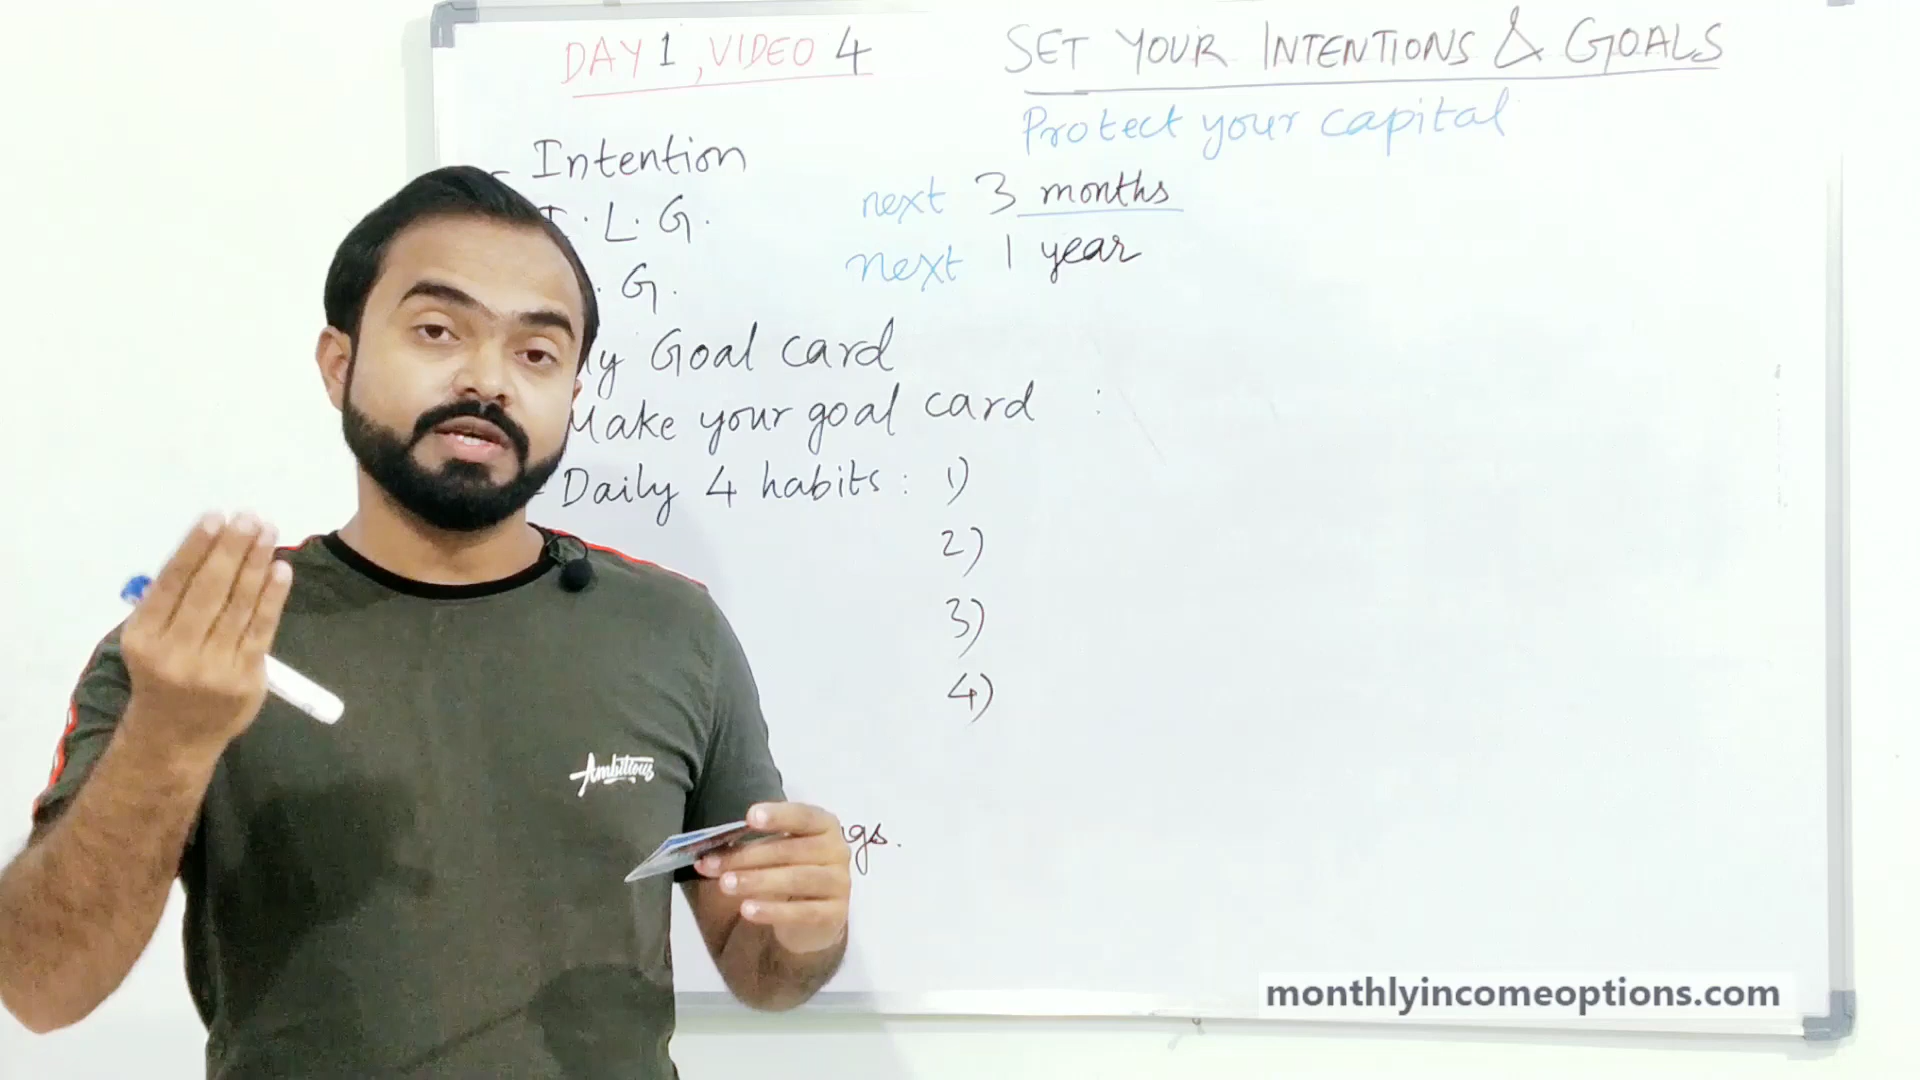 DAY 1, VIDEO 4
SET YOUR INTENTIONS & GOALS
Protect your capital
- Intention
L. G. next 3 months
G. next 1 year
Goal card
Make your goal card :
- Daily 4 habits : 1)
2)
3)
4)
Ambitious
monthlyincomeoptions.com